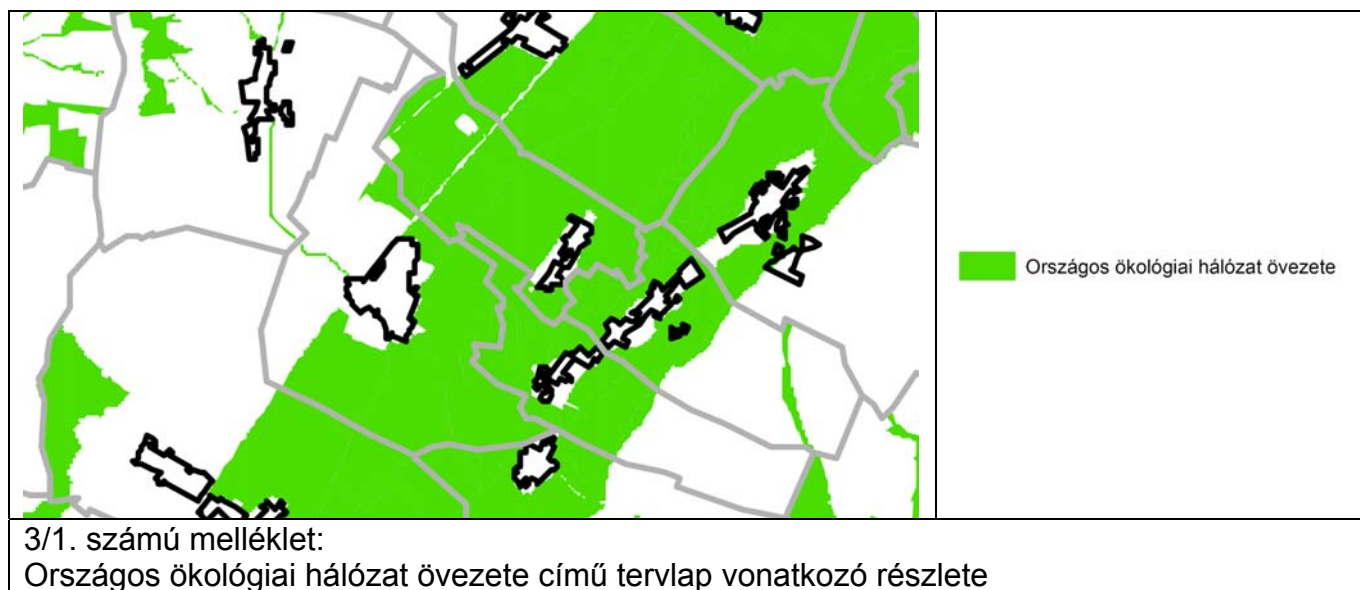 Országos ökológiai hálózat övezete
3/1. számú melléklet:
Országos ökológiai hálózat övezete című tervlap vonatkozó részlete